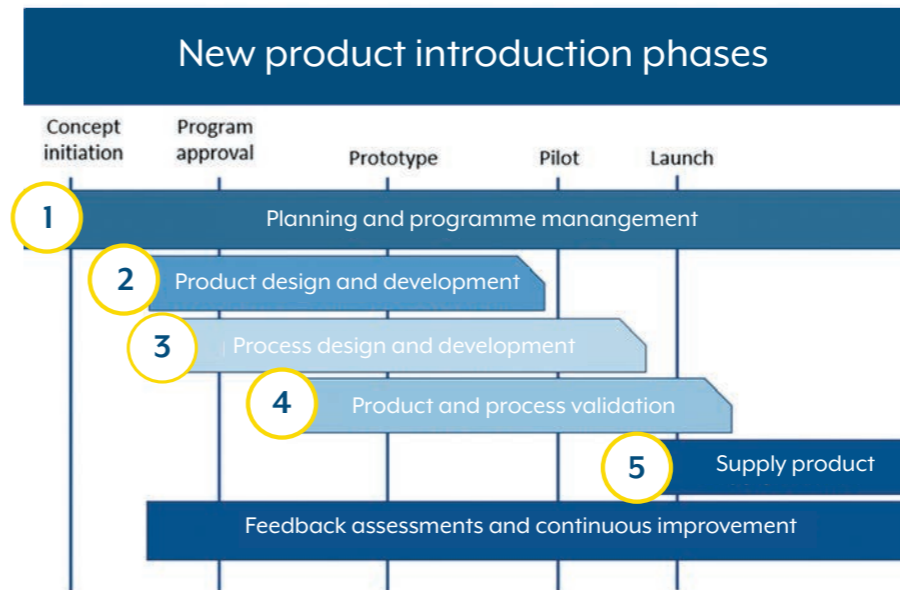 New product introduction phases
Concept
initiation
Program
approval
Prototype
Pilot
Launch
1
Planning and programme manangement
2
Product design and development
3
Process design and development
4
Product and process validation
5
Supply product
Feedback assessments and continuous improvement